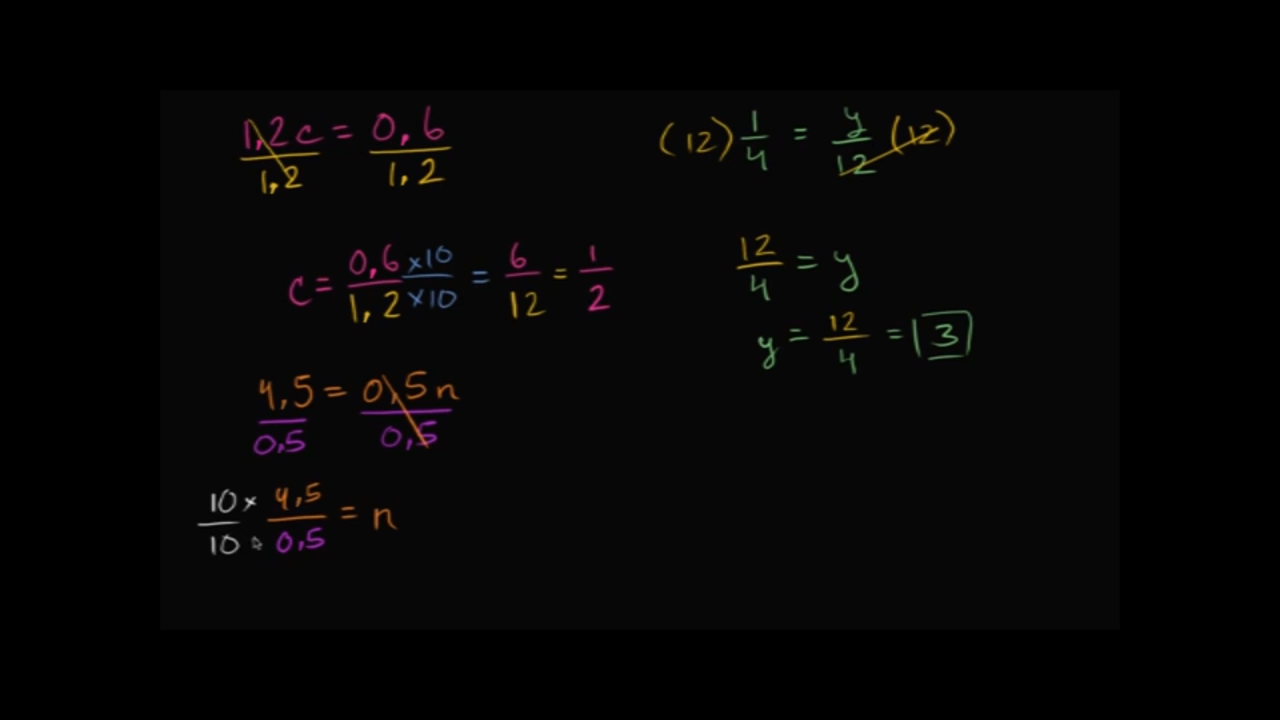 1,2c/1,2 = 0,6/1,2
c = 0,6/1,2 ×10/×10 = 6/12 = 1/2
4,5/0,5 = 0,5n/0,5
10/10 × 4,5/0,5 = n
(12) 1/4 = y/12 (12)
12/4 = y
y = 12/4 = 3